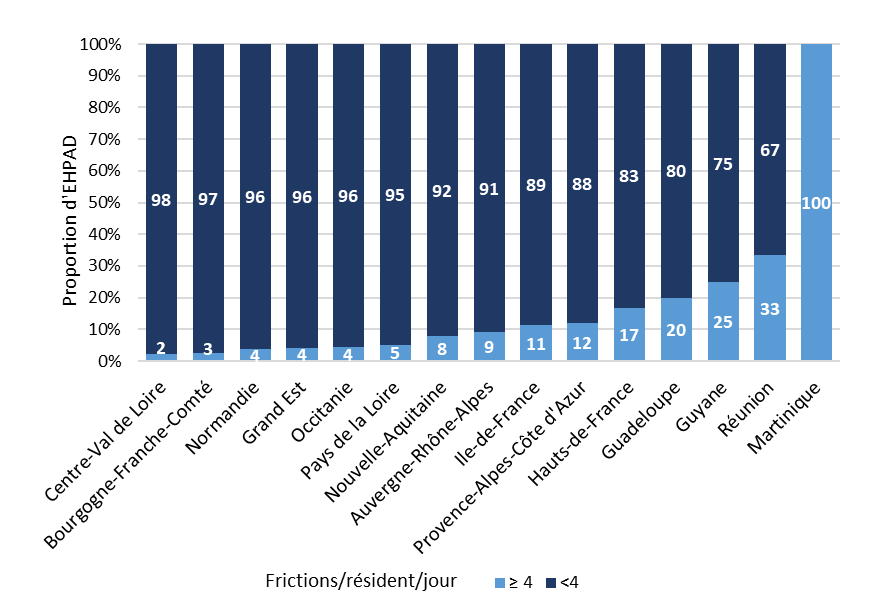 100%
90%
80%
70%
60%
50%
40%
30%
20%
10%
0%
Proportion d'EHPAD
98 97 96 96 96 95 92 91 89 88 83 80 75 67 100
2 3 4 4 4 5 8 9 11 12 17 20 25 33
Centre-Val de Loire
Bourgogne-Franche-Comté
Normandie
Grand Est
Occitanie
Pays de la Loire
Nouvelle-Aquitaine
Auvergne-Rhône-Alpes
Ile-de-France
Provence-Alpes-Côte d'Azur
Hauts-de-France
Guadeloupe
Guyane
Réunion
Martinique
Frictions/résident/jour ≥ 4 <4